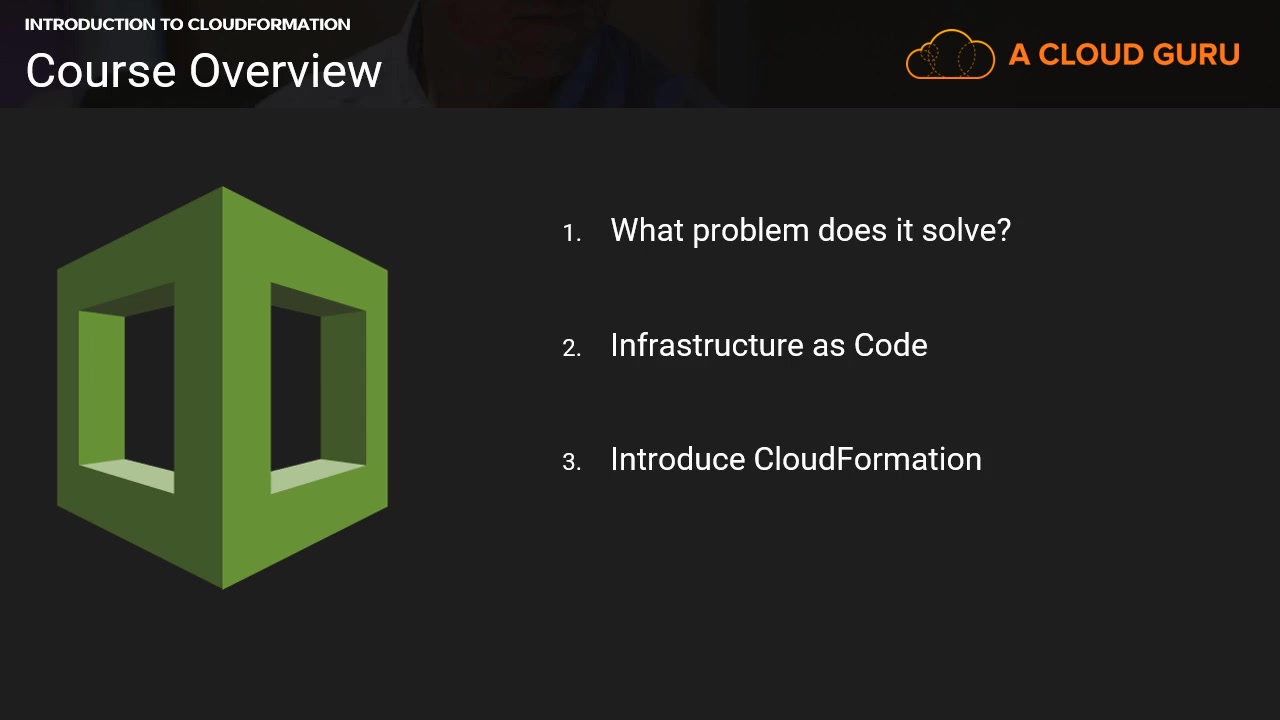 INTRODUCTION TO CLOUDFORMATION
Course Overview
A CLOUD GURU
1. What problem does it solve?
2. Infrastructure as Code
3. Introduce CloudFormation